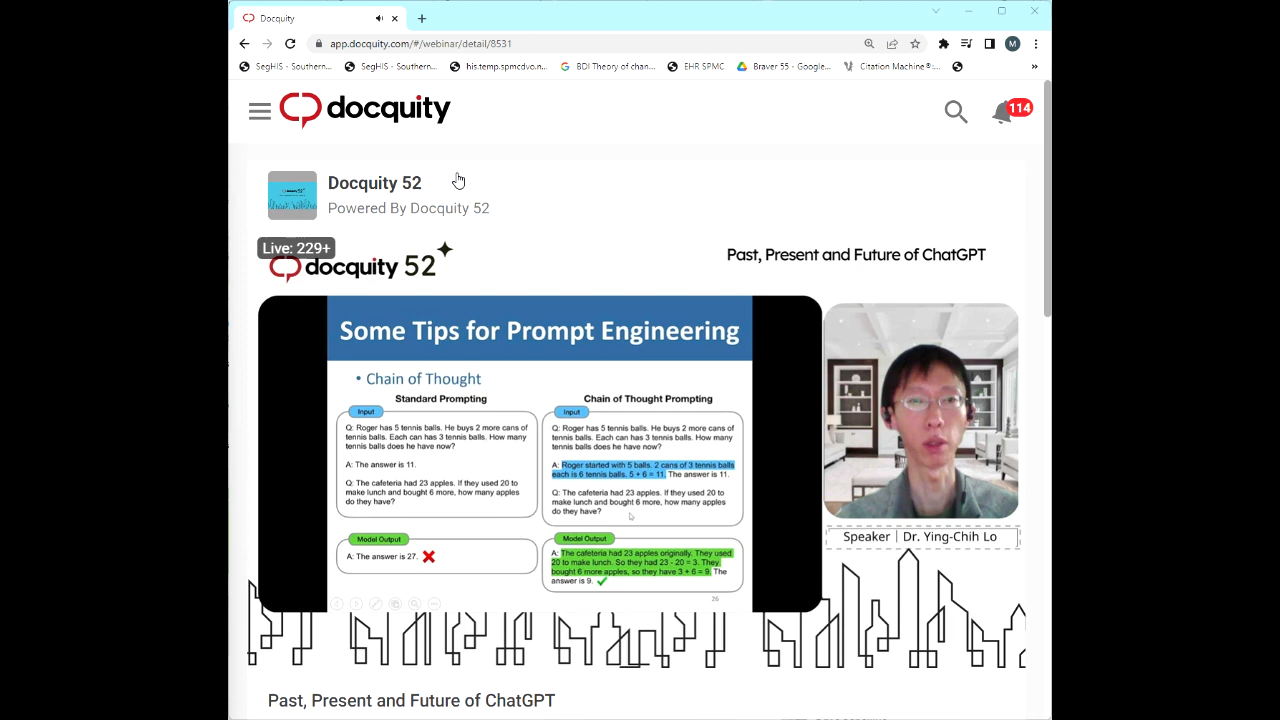 Docquity
app.docquity.com/#/webinar/detail/8531
M
SegHIS - Southern...
SegHIS - Southern...
his.temp.spmcdvo.n...
BDI Theory of chan...
EHR SPMC
Braver 55 - Google...
Citation Machine®:...
»
docquity
114
Docquity 52
Powered By Docquity 52
Live: 229+
docquity 52
Past, Present and Future of ChatGPT
Some Tips for Prompt Engineering
• Chain of Thought
Standard Prompting
Input
Q: Roger has 5 tennis balls. He buys 2 more cans of
tennis balls. Each can has 3 tennis balls. How many
tennis balls does he have now?
A: The answer is 11.
Q: The cafeteria had 23 apples. If they used 20 to
make lunch and bought 6 more, how many apples
do they have?
Model Output
A: The answer is 27.
Chain of Thought Prompting
Input
Q: Roger has 5 tennis balls. He buys 2 more cans of
tennis balls. Each can has 3 tennis balls. How many
tennis balls does he have now?
A: Roger started with 5 balls. 2 cans of 3 tennis balls
each is 6 tennis balls. 5 + 6 = 11. The answer is 11.
Q: The cafeteria had 23 apples. If they used 20 to
make lunch and bought 6 more, how many apples
do they have?
Model Output
A: The cafeteria had 23 apples originally. They used
20 to make lunch. So they had 23 - 20 = 3. They
bought 6 more apples, so they have 3 + 6 = 9. The
answer is 9.
26
Speaker | Dr. Ying-Chih Lo
Past, Present and Future of ChatGPT